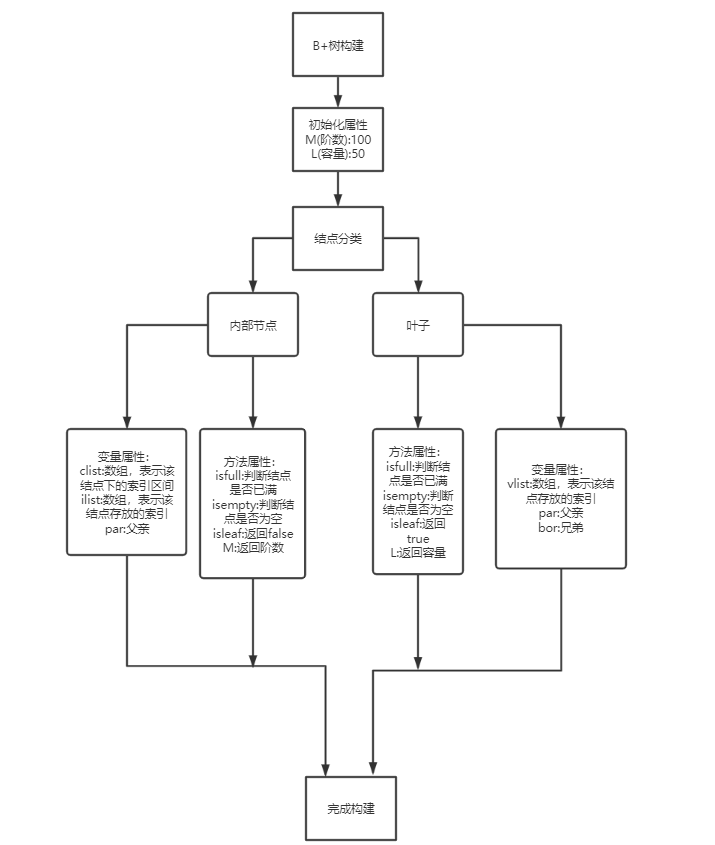 B+树构建
初始化属性
M(阶数):100
L(容量):50
结点分类
内部节点
叶子
变量属性：
clist:数组，表示该
结点下的索引区间
ilist:数组，表示该
结点存放的索引
par:父亲
方法属性：
isfull:判断结点
是否已满
isempty:判断结
点是否为空
isleaf:返回false
M:返回阶数
方法属性：
isfull:判断结
点是否已满
isempty:判断
结点是否为空
isleaf:返回
true
L:返回容量
变量属性：
vlist:数组，表示该结
点存放的索引
par:父亲
bor:兄弟
完成构建